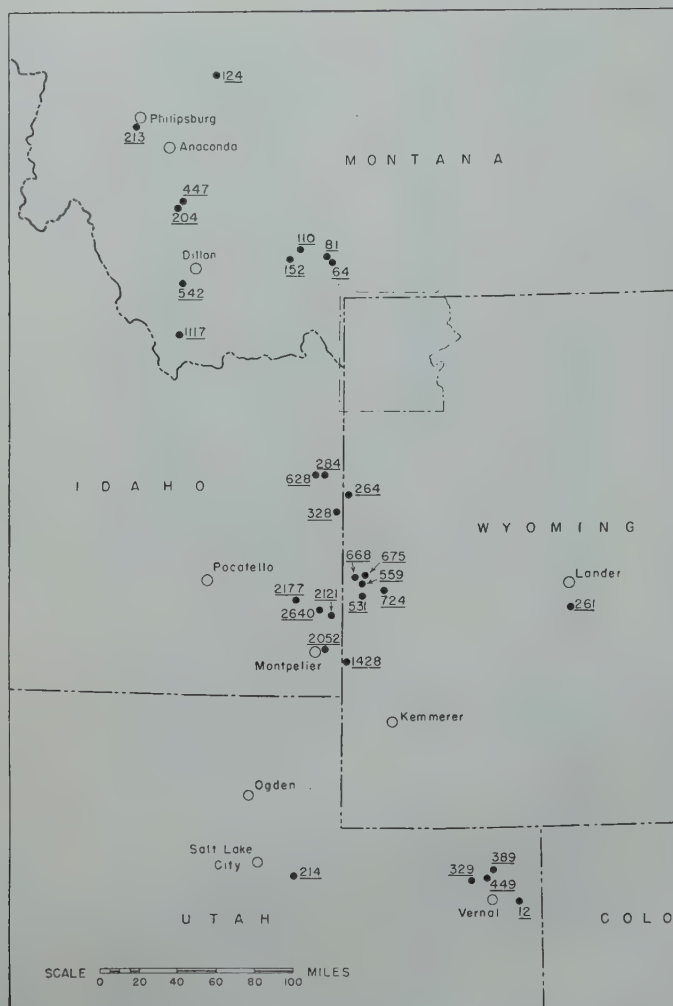 124
Philipsburg
213
Anaconda
MONTANA
447
204
110
81
Dillon
152
64
542
1117
284
628
264
IDAHO
328
WYOMING
668
675
Pocatello
559
Lander
2177
2121
531
724
261
2640
2052
Montpelier
1428
Kemmerer
Ogden
Salt Lake
City
389
329
214
449
Vernal
12
UTAH
COLO
SCALE
MILES
0
20
40
60
80
100